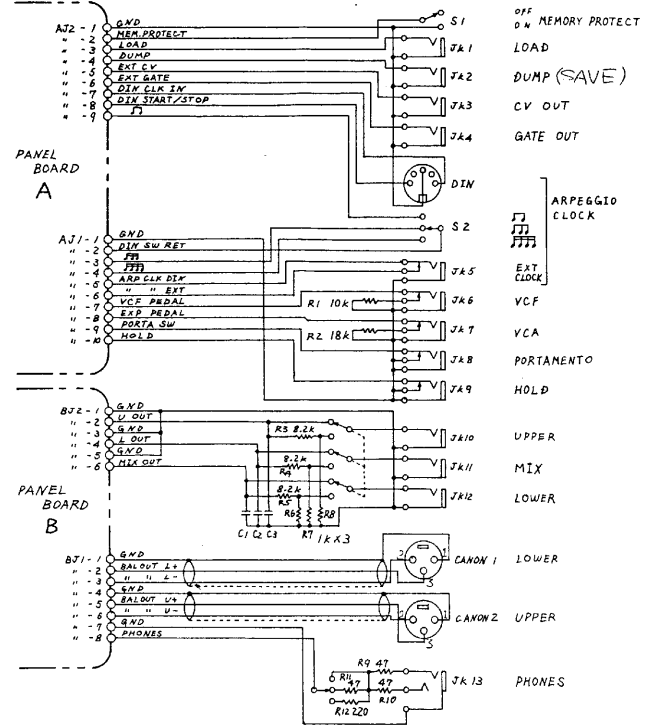 OFF
AJ2 - 1 GND S1 ON MEMORY PROTECT
" - 2 MEM.PROTECT
" - 3 LOAD JK1 LOAD
" - 4 DUMP
" - 5 EXT CV JK2 DUMP (SAVE)
" - 6 EXT GATE
" - 7 DIN CLK IN JK3 CV OUT
" - 8 DIN START/STOP
" - 9 JK4 GATE OUT
PANEL
BOARD
A
DIN
ARPEGGIO
CLOCK
S2
AJ1 - 1 GND
" - 2 DIN SW RET
" - 3
" - 4
" - 5 ARP CLK DIN JK5 EXT
CLOCK
" - 6 " " EXT
" - 7 VCF PEDAL R1 10k JK6 VCF
" - 8 EXP PEDAL
" - 9 PORTA SW R2 18k JK7 VCA
" - 10 HOLD
JK8 PORTAMENTO
JK9 HOLD
BJ2 - 1 GND
" - 2 U OUT
" - 3 GND R3 8.2k JK10 UPPER
" - 4 L OUT
" - 5 GND 8.2k
" - 6 MIX OUT R4 JK11 MIX
8.2k
R5 JK12 LOWER
PANEL
BOARD
B
R6 R8
C1 C2 C3 R7 1k×3
BJ1 - 1 GND
" - 2 BALOUT L+ 2 1 CANON 1 LOWER
" - 3 " " L- 3
" - 4 GND
" - 5 BALOUT U+
" - 6 " " U- CANON 2 UPPER
" - 7 GND 3
" - 8 PHONES
R9 47
R11 JK13 PHONES
47 47
R12 220 R10